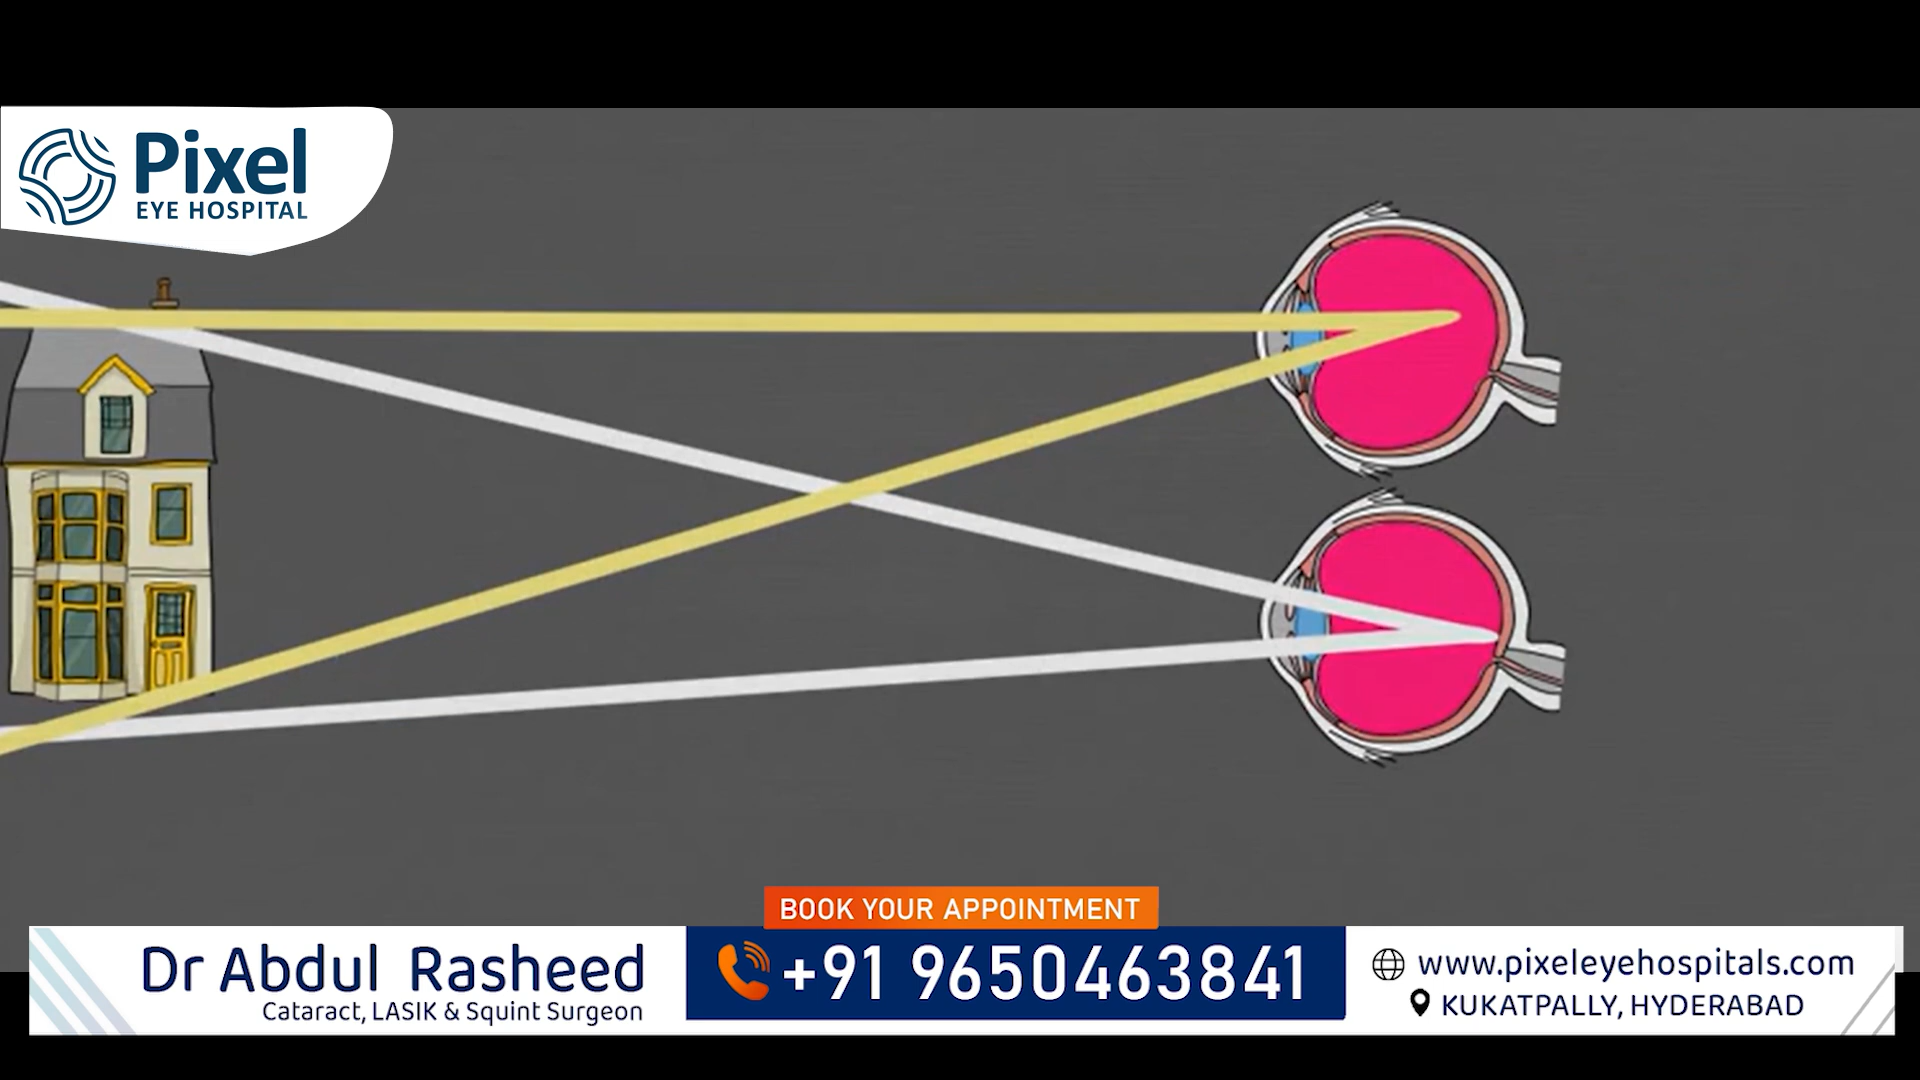 Pixel
EYE HOSPITAL
BOOK YOUR APPOINTMENT
Dr Abdul Rasheed
Cataract, LASIK & Squint Surgeon
+91 9650463841
www.pixeleyehospitals.com
KUKATPALLY, HYDERABAD